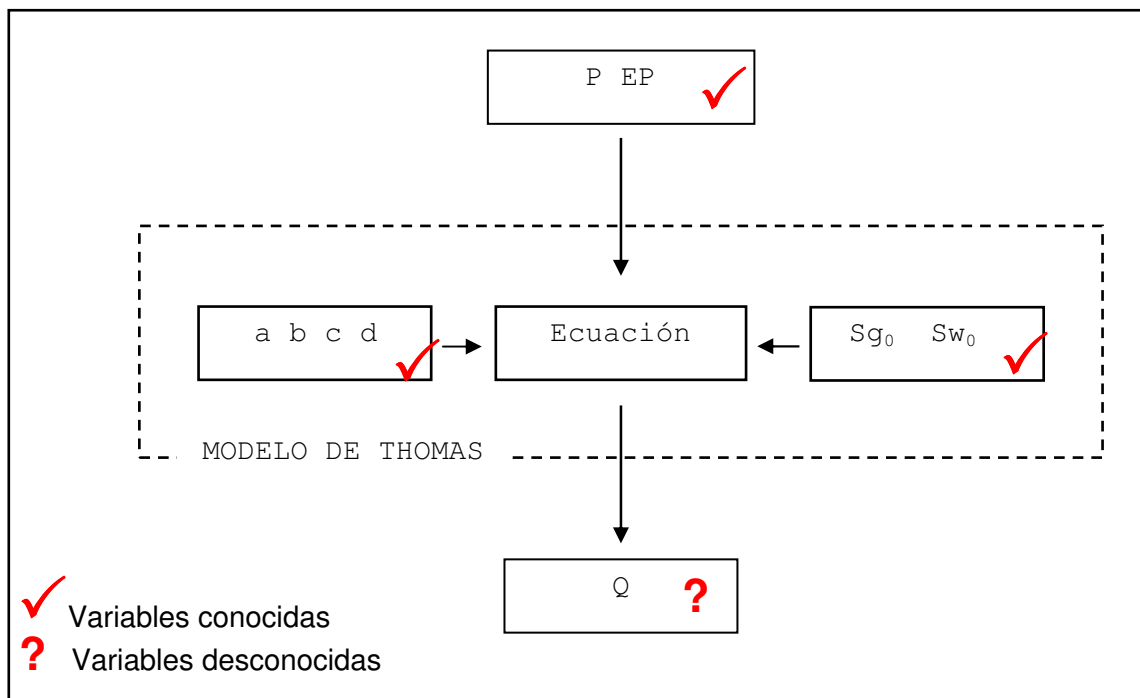 P EP
a b c d
Ecuación
Sg₀ Sw₀
MODELO DE THOMAS
Q ?
Variables conocidas
? Variables desconocidas